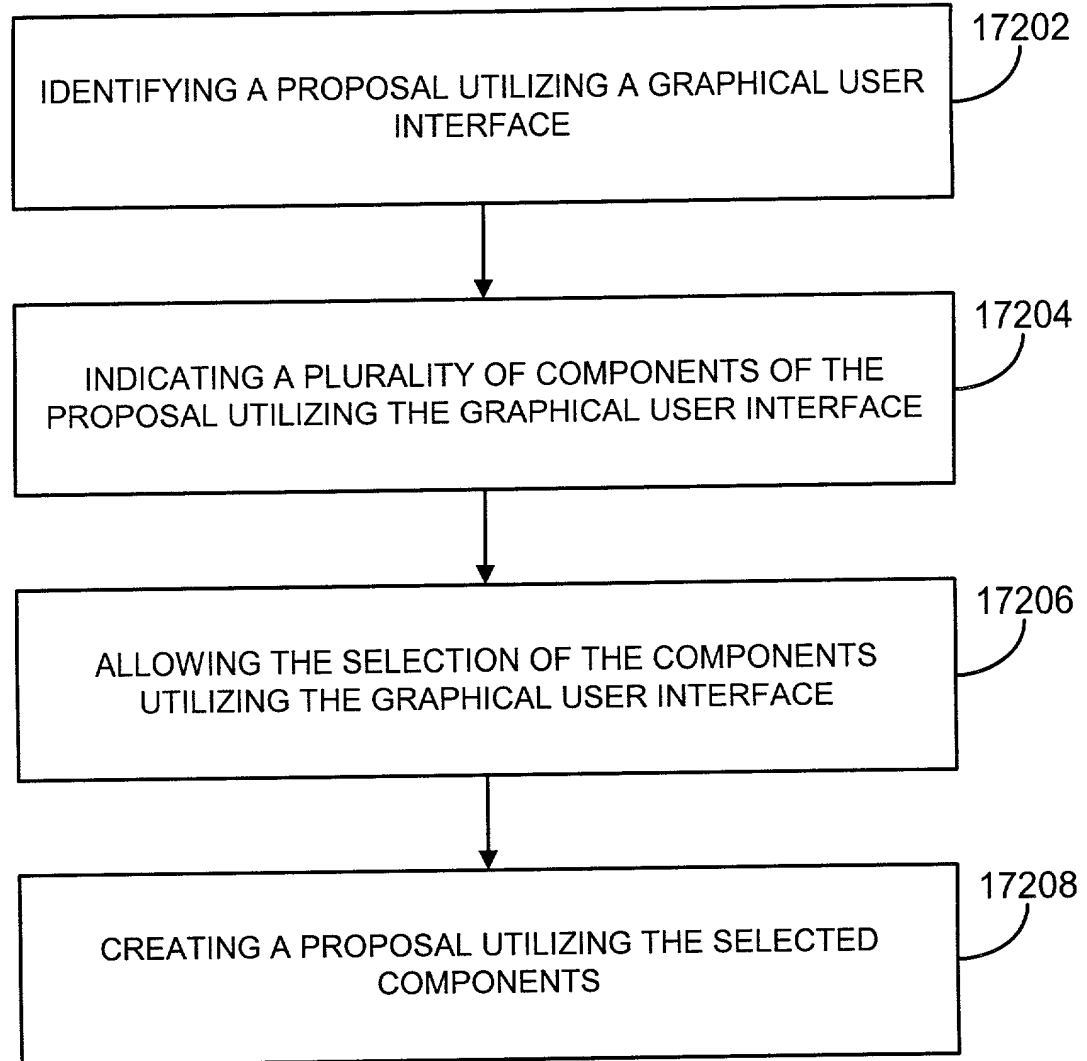 17202
IDENTIFYING A PROPOSAL UTILIZING A GRAPHICAL USER
INTERFACE
17204
INDICATING A PLURALITY OF COMPONENTS OF THE
PROPOSAL UTILIZING THE GRAPHICAL USER INTERFACE
17206
ALLOWING THE SELECTION OF THE COMPONENTS
UTILIZING THE GRAPHICAL USER INTERFACE
17208
CREATING A PROPOSAL UTILIZING THE SELECTED
COMPONENTS